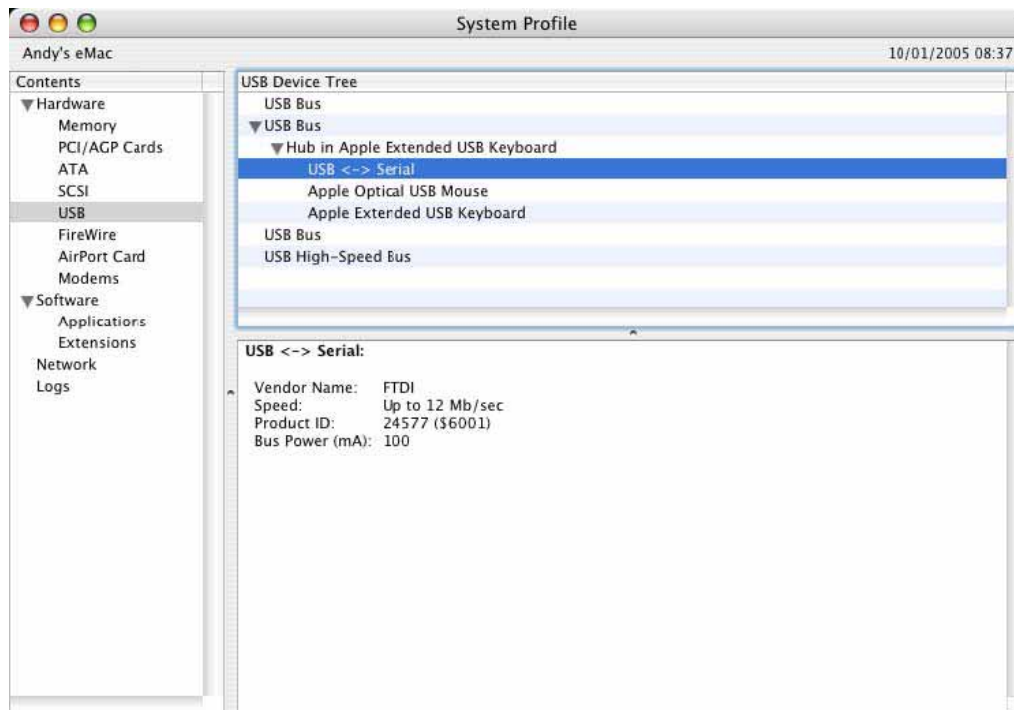 System Profile
Andy's eMac
10/01/2005 08:37
Contents
Hardware
Memory
PCI/AGP Cards
ATA
SCSI
USB
FireWire
AirPort Card
Modems
Software
Applications
Extensions
Network
Logs
USB Device Tree
USB Bus
USB Bus
Hub in Apple Extended USB Keyboard
USB <-> Serial
Apple Optical USB Mouse
Apple Extended USB Keyboard
USB Bus
USB High-Speed Bus
USB <-> Serial:
Vendor Name: FTDI
Speed: Up to 12 Mb/sec
Product ID: 24577 ($6001)
Bus Power (mA): 100